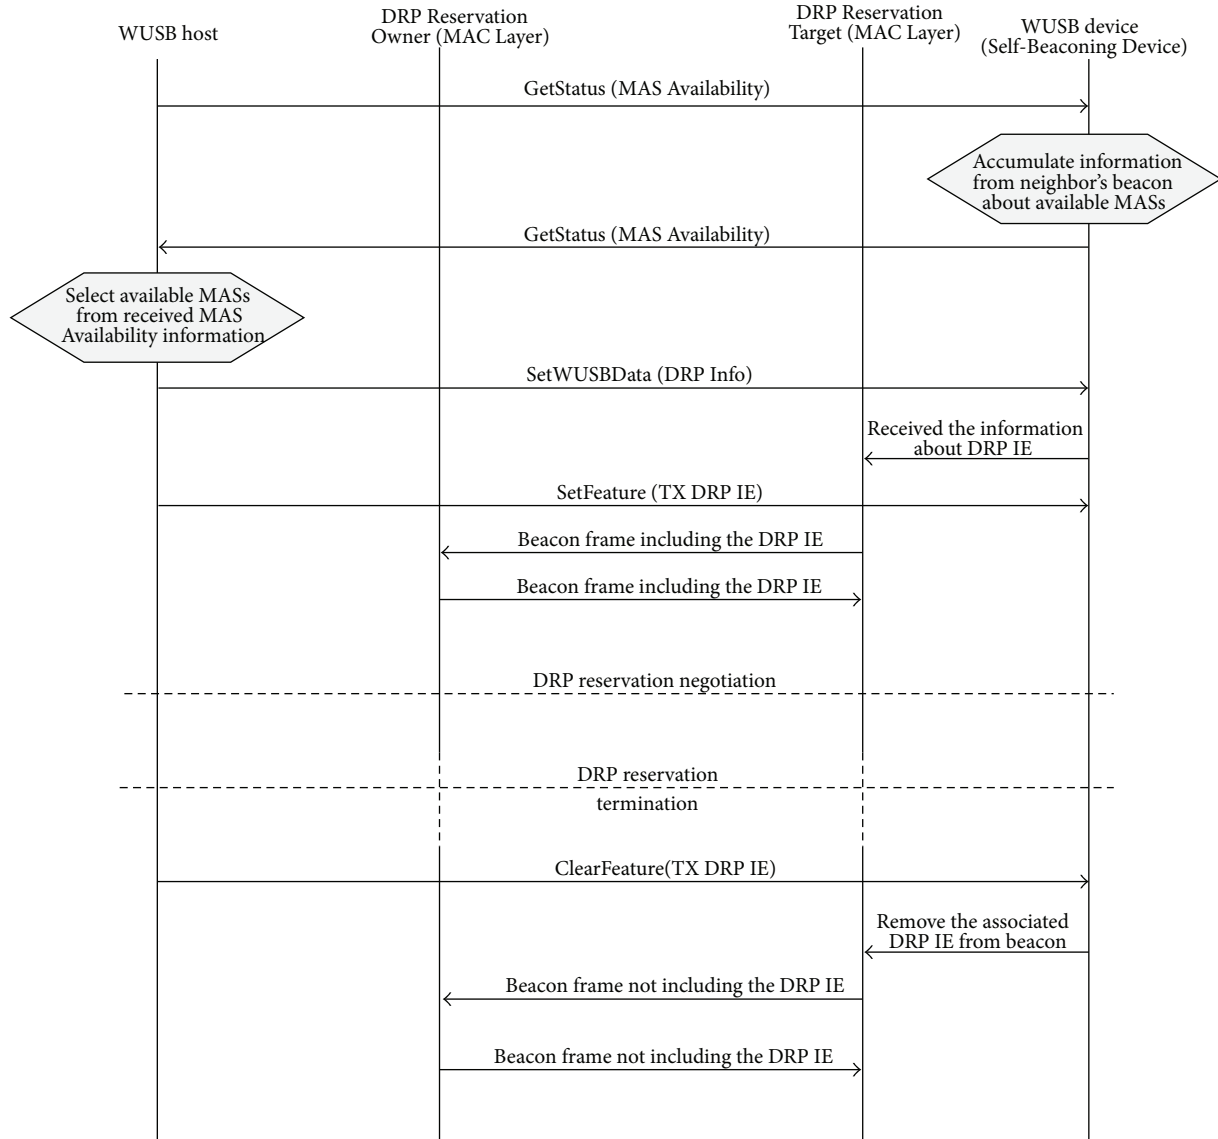 WUSB host
DRP Reservation
Owner (MAC Layer)
DRP Reservation
Target (MAC Layer)
WUSB device
(Self-Beaconing Device)
GetStatus (MAS Availability)
Accumulate information
from neighbor's beacon
about available MASs
GetStatus (MAS Availability)
Select available MASs
from received MAS
Availability information
SetWUSBData (DRP Info)
Received the information
about DRP IE
SetFeature (TX DRP IE)
Beacon frame including the DRP IE
Beacon frame including the DRP IE
DRP reservation negotiation
DRP reservation
termination
ClearFeature(TX DRP IE)
Remove the associated
DRP IE from beacon
Beacon frame not including the DRP IE
Beacon frame not including the DRP IE